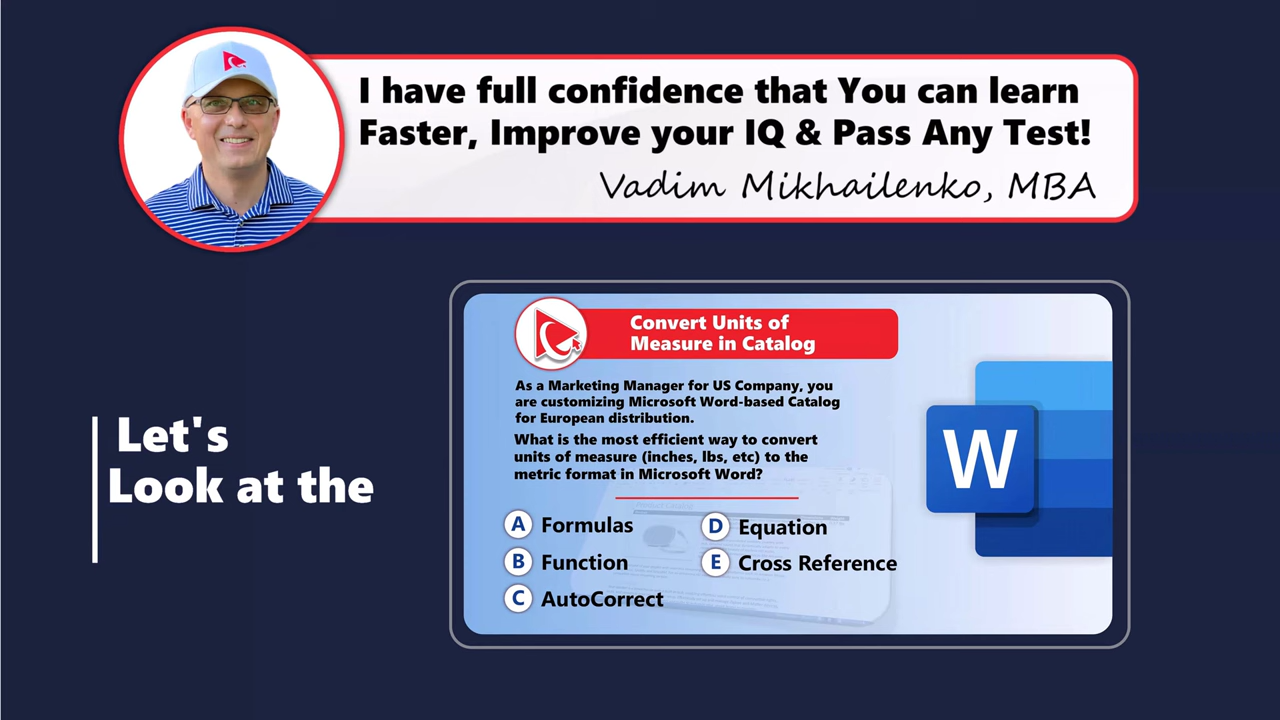 I have full confidence that You can learn
Faster, Improve your IQ & Pass Any Test!
Vadim Mikhailenko, MBA
Let's
Look at the
Convert Units of
Measure in Catalog
As a Marketing Manager for US Company, you
are customizing Microsoft Word-based Catalog
for European distribution.
What is the most efficient way to convert
units of measure (inches, lbs, etc) to the
metric format in Microsoft Word?
A Formulas
B Function
C AutoCorrect
D Equation
E Cross Reference
W